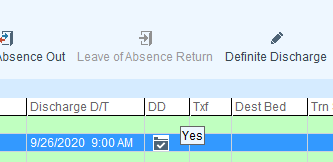 Absence Out Leave of Absence Return Definite Discharge
Discharge D/T DD Txf Dest Bed Trn
9/26/2020 9:00 AM Yes